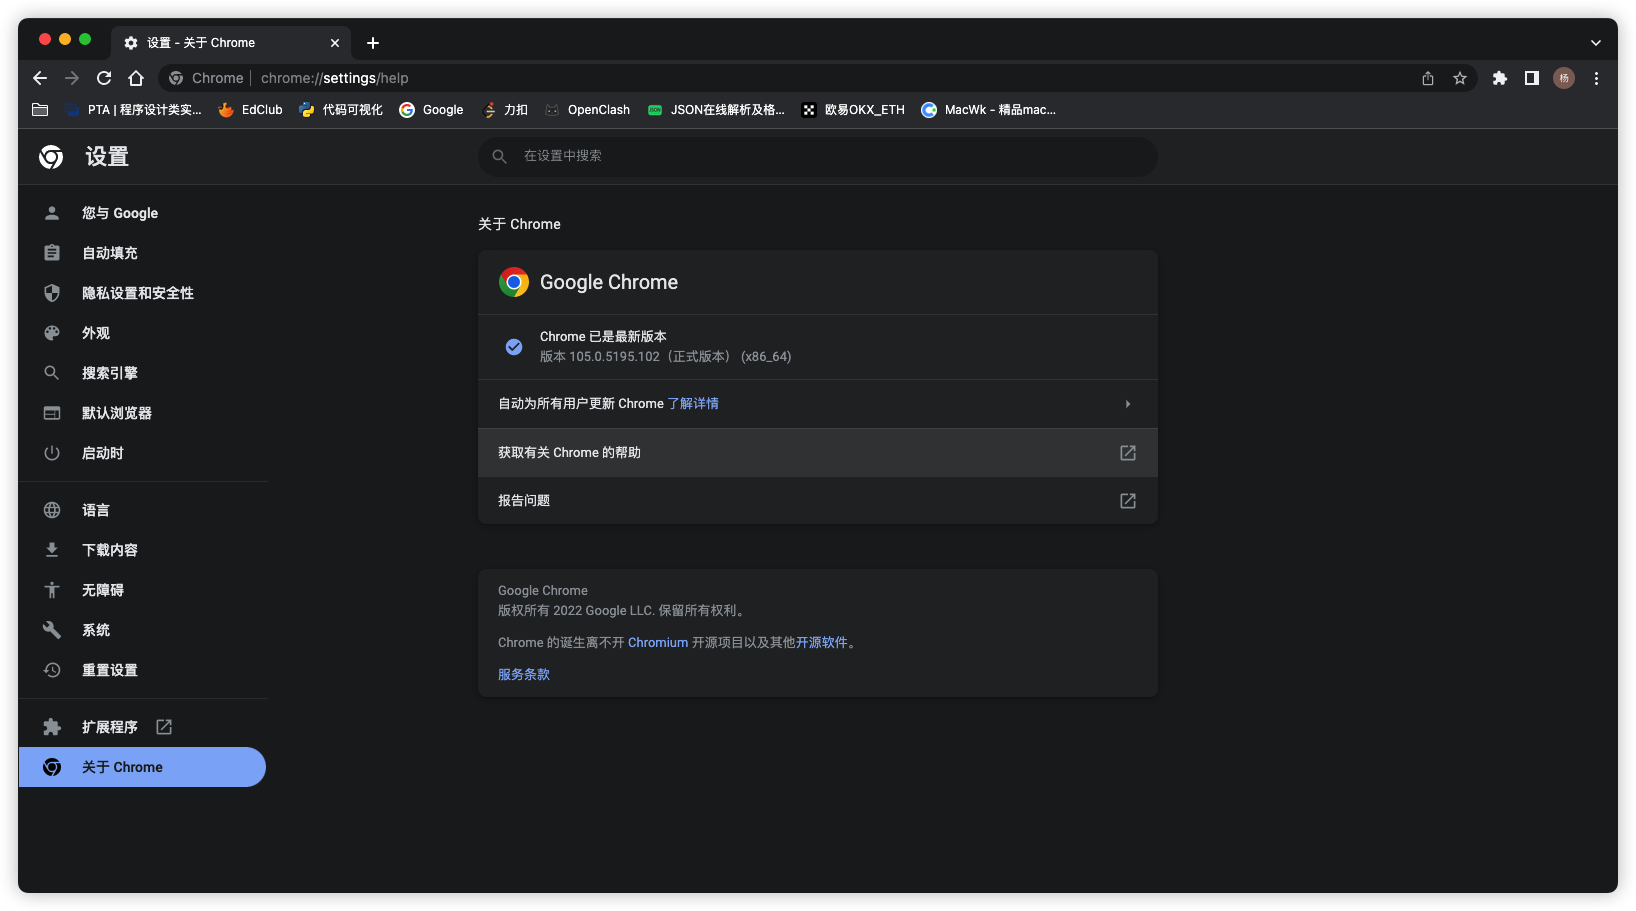 设置 - 关于 Chrome
Chrome | chrome://settings/help
杨
PTA | 程序设计类实...
EdClub
代码可视化
Google
力扣
OpenClash
JSON在线解析及格...
欧易OKX_ETH
MacWk - 精品mac...
设置
在设置中搜索
您与 Google
自动填充
隐私设置和安全性
外观
搜索引擎
默认浏览器
启动时
语言
下载内容
无障碍
系统
重置设置
扩展程序
关于 Chrome
关于 Chrome
Google Chrome
Chrome 已是最新版本
版本 105.0.5195.102（正式版本） (x86_64)
自动为所有用户更新 Chrome 了解详情
获取有关 Chrome 的帮助
报告问题
Google Chrome
版权所有 2022 Google LLC. 保留所有权利。
Chrome 的诞生离不开 Chromium 开源项目以及其他开源软件。
服务条款